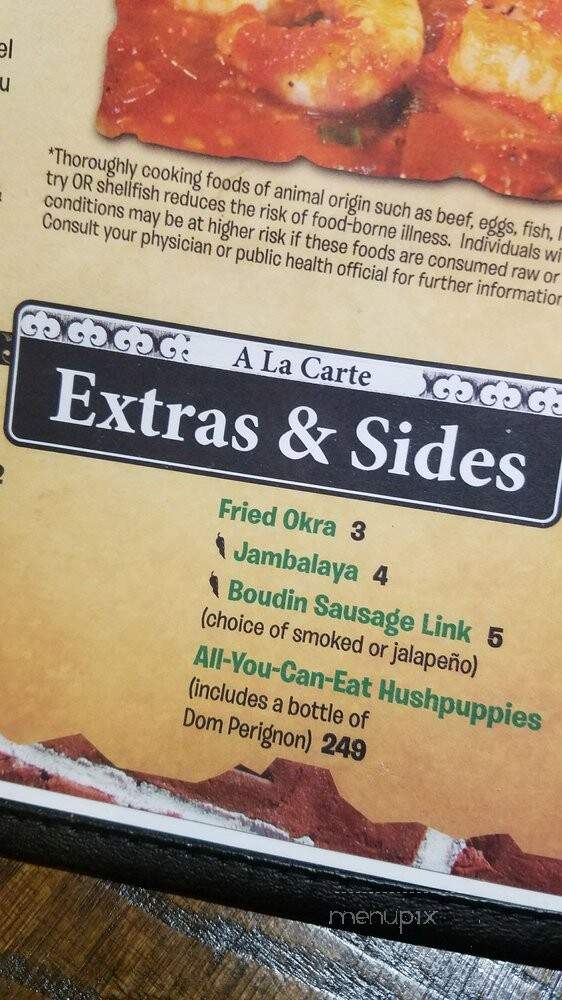 el
u
*Thoroughly cooking foods of animal origin such as beef, eggs, fish,
try OR shellfish reduces the risk of food-borne illness. Individuals wi
conditions may be at higher risk if these foods are consumed raw or
Consult your physician or public health official for further information
A La Carte
Extras & Sides
Fried Okra 3
Jambalaya 4
Boudin Sausage Link 5
(choice of smoked or jalapeño)
All-You-Can-Eat Hushpuppies
(includes a bottle of
Dom Perignon) 249
menupix